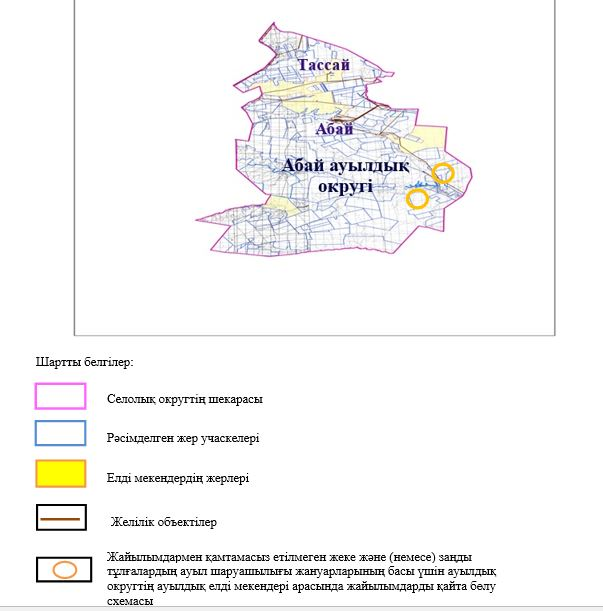 Тассай
Абай
Абай ауылдық
округі
Шартты белгілер:
Селолық округтің шекарасы
Рәсімделген жер учаскелері
Елді мекендердің жерлері
Желілік объектілер
Жайылымдармен қамтамасыз етілмеген жеке және (немесе) заңды
тұлғалардың ауыл шаруашылығы жануарларының басы үшін ауылдық
округтің ауылдық елді мекендері арасында жайылымдарды қайта бөлу
схемасы